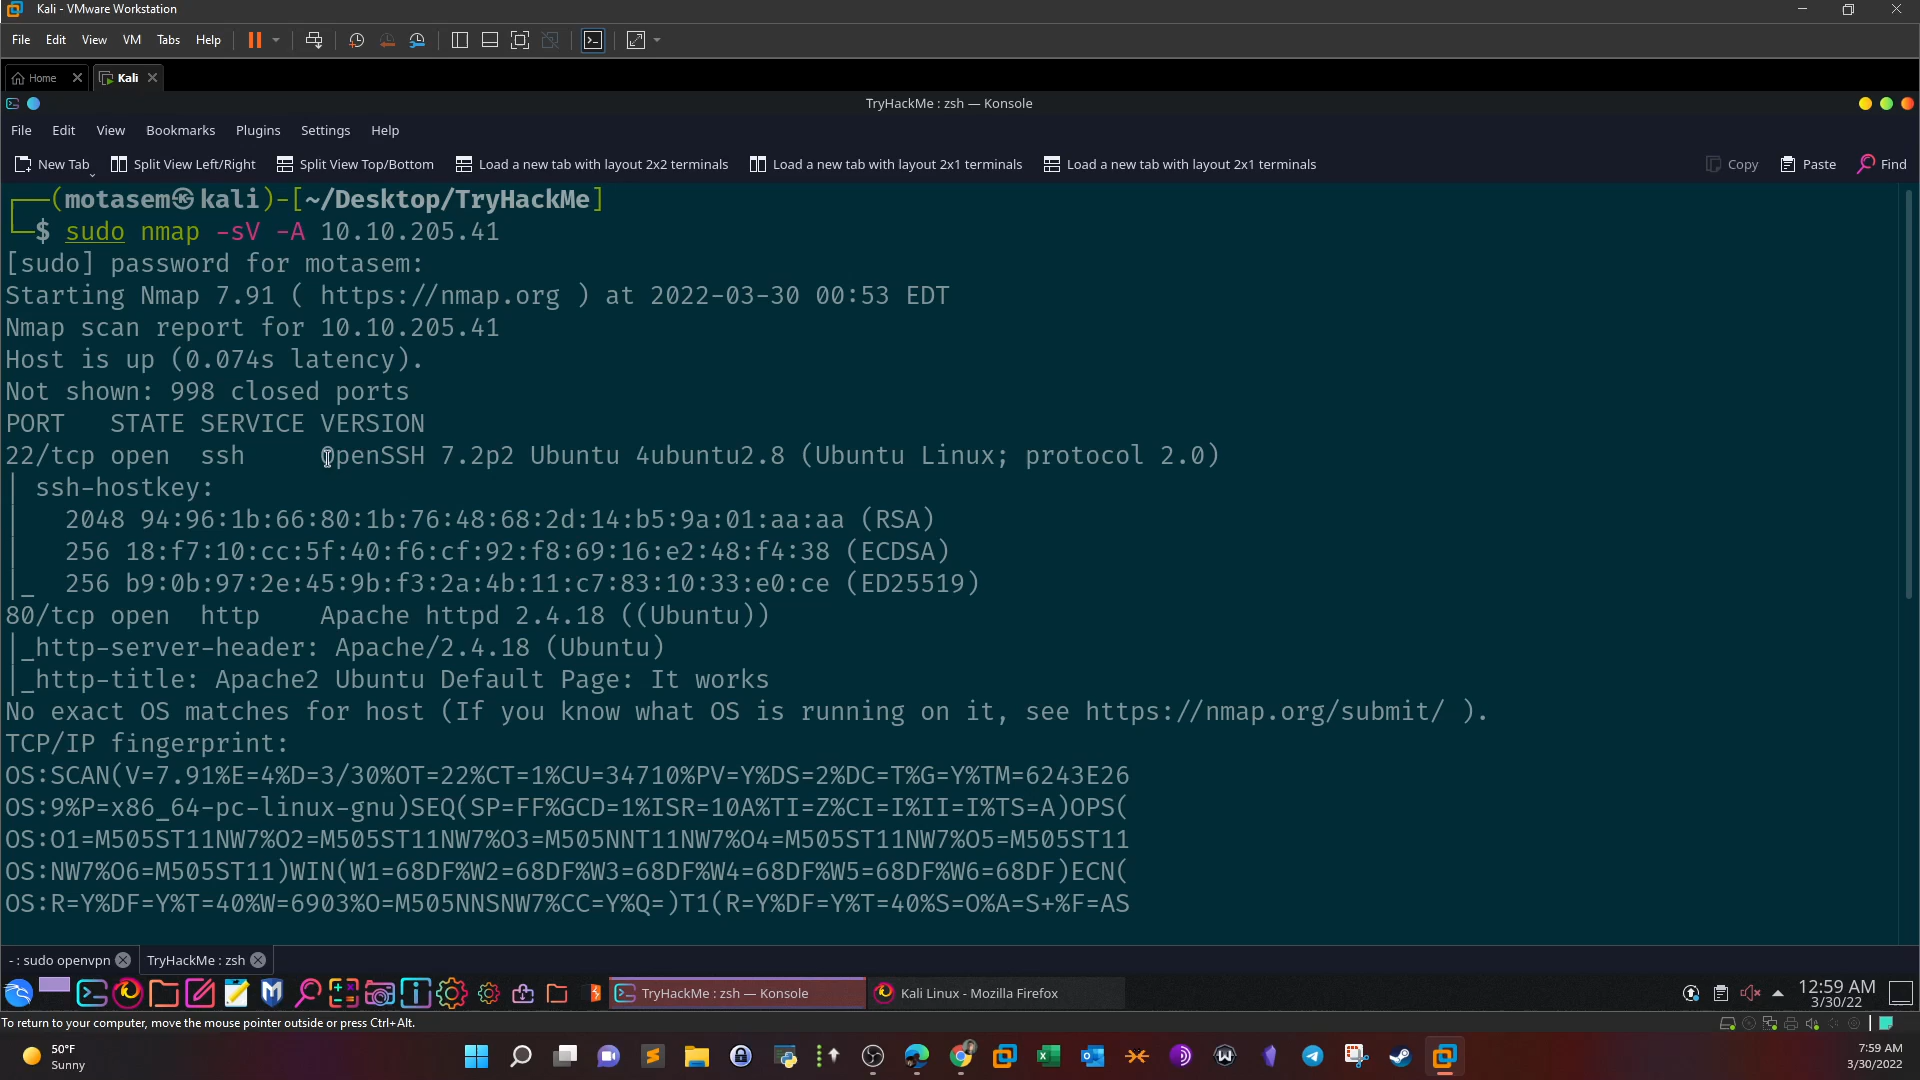 Kali - VMware Workstation
File Edit View VM Tabs Help
Home Kali
TryHackMe : zsh — Konsole
File Edit View Bookmarks Plugins Settings Help
New Tab Split View Left/Right Split View Top/Bottom Load a new tab with layout 2x2 terminals Load a new tab with layout 2x1 terminals Load a new tab with layout 2x1 terminals Copy Paste Find
┌──(motasem㉿kali)-[~/Desktop/TryHackMe]
└─$ sudo nmap -sV -A 10.10.205.41
[sudo] password for motasem:
Starting Nmap 7.91 ( https://nmap.org ) at 2022-03-30 00:53 EDT
Nmap scan report for 10.10.205.41
Host is up (0.074s latency).
Not shown: 998 closed ports
PORT   STATE SERVICE VERSION
22/tcp open  ssh     OpenSSH 7.2p2 Ubuntu 4ubuntu2.8 (Ubuntu Linux; protocol 2.0)
| ssh-hostkey:
|   2048 94:96:1b:66:80:1b:76:48:68:2d:14:b5:9a:01:aa:aa (RSA)
|   256 18:f7:10:cc:5f:40:f6:cf:92:f8:69:16:e2:48:f4:38 (ECDSA)
|_  256 b9:0b:97:2e:45:9b:f3:2a:4b:11:c7:83:10:33:e0:ce (ED25519)
80/tcp open  http    Apache httpd 2.4.18 ((Ubuntu))
|_http-server-header: Apache/2.4.18 (Ubuntu)
|_http-title: Apache2 Ubuntu Default Page: It works
No exact OS matches for host (If you know what OS is running on it, see https://nmap.org/submit/ ).
TCP/IP fingerprint:
OS:SCAN(V=7.91%E=4%D=3/30%OT=22%CT=1%CU=34710%PV=Y%DS=2%DC=T%G=Y%TM=6243E26
OS:9%P=x86_64-pc-linux-gnu)SEQ(SP=FF%GCD=1%ISR=10A%TI=Z%CI=I%II=I%TS=A)OPS(
OS:O1=M505ST11NW7%O2=M505ST11NW7%O3=M505NNT11NW7%O4=M505ST11NW7%O5=M505ST11
OS:NW7%O6=M505ST11)WIN(W1=68DF%W2=68DF%W3=68DF%W4=68DF%W5=68DF%W6=68DF)ECN(
OS:R=Y%DF=Y%T=40%W=6903%O=M505NNSNW7%CC=Y%Q=)T1(R=Y%DF=Y%T=40%S=O%A=S+%F=AS
- : sudo openvpn TryHackMe : zsh
TryHackMe : zsh — Konsole Kali Linux - Mozilla Firefox 12:59 AM
3/30/22
To return to your computer, move the mouse pointer outside or press Ctrl+Alt.
50°F
Sunny
7:59 AM
3/30/2022